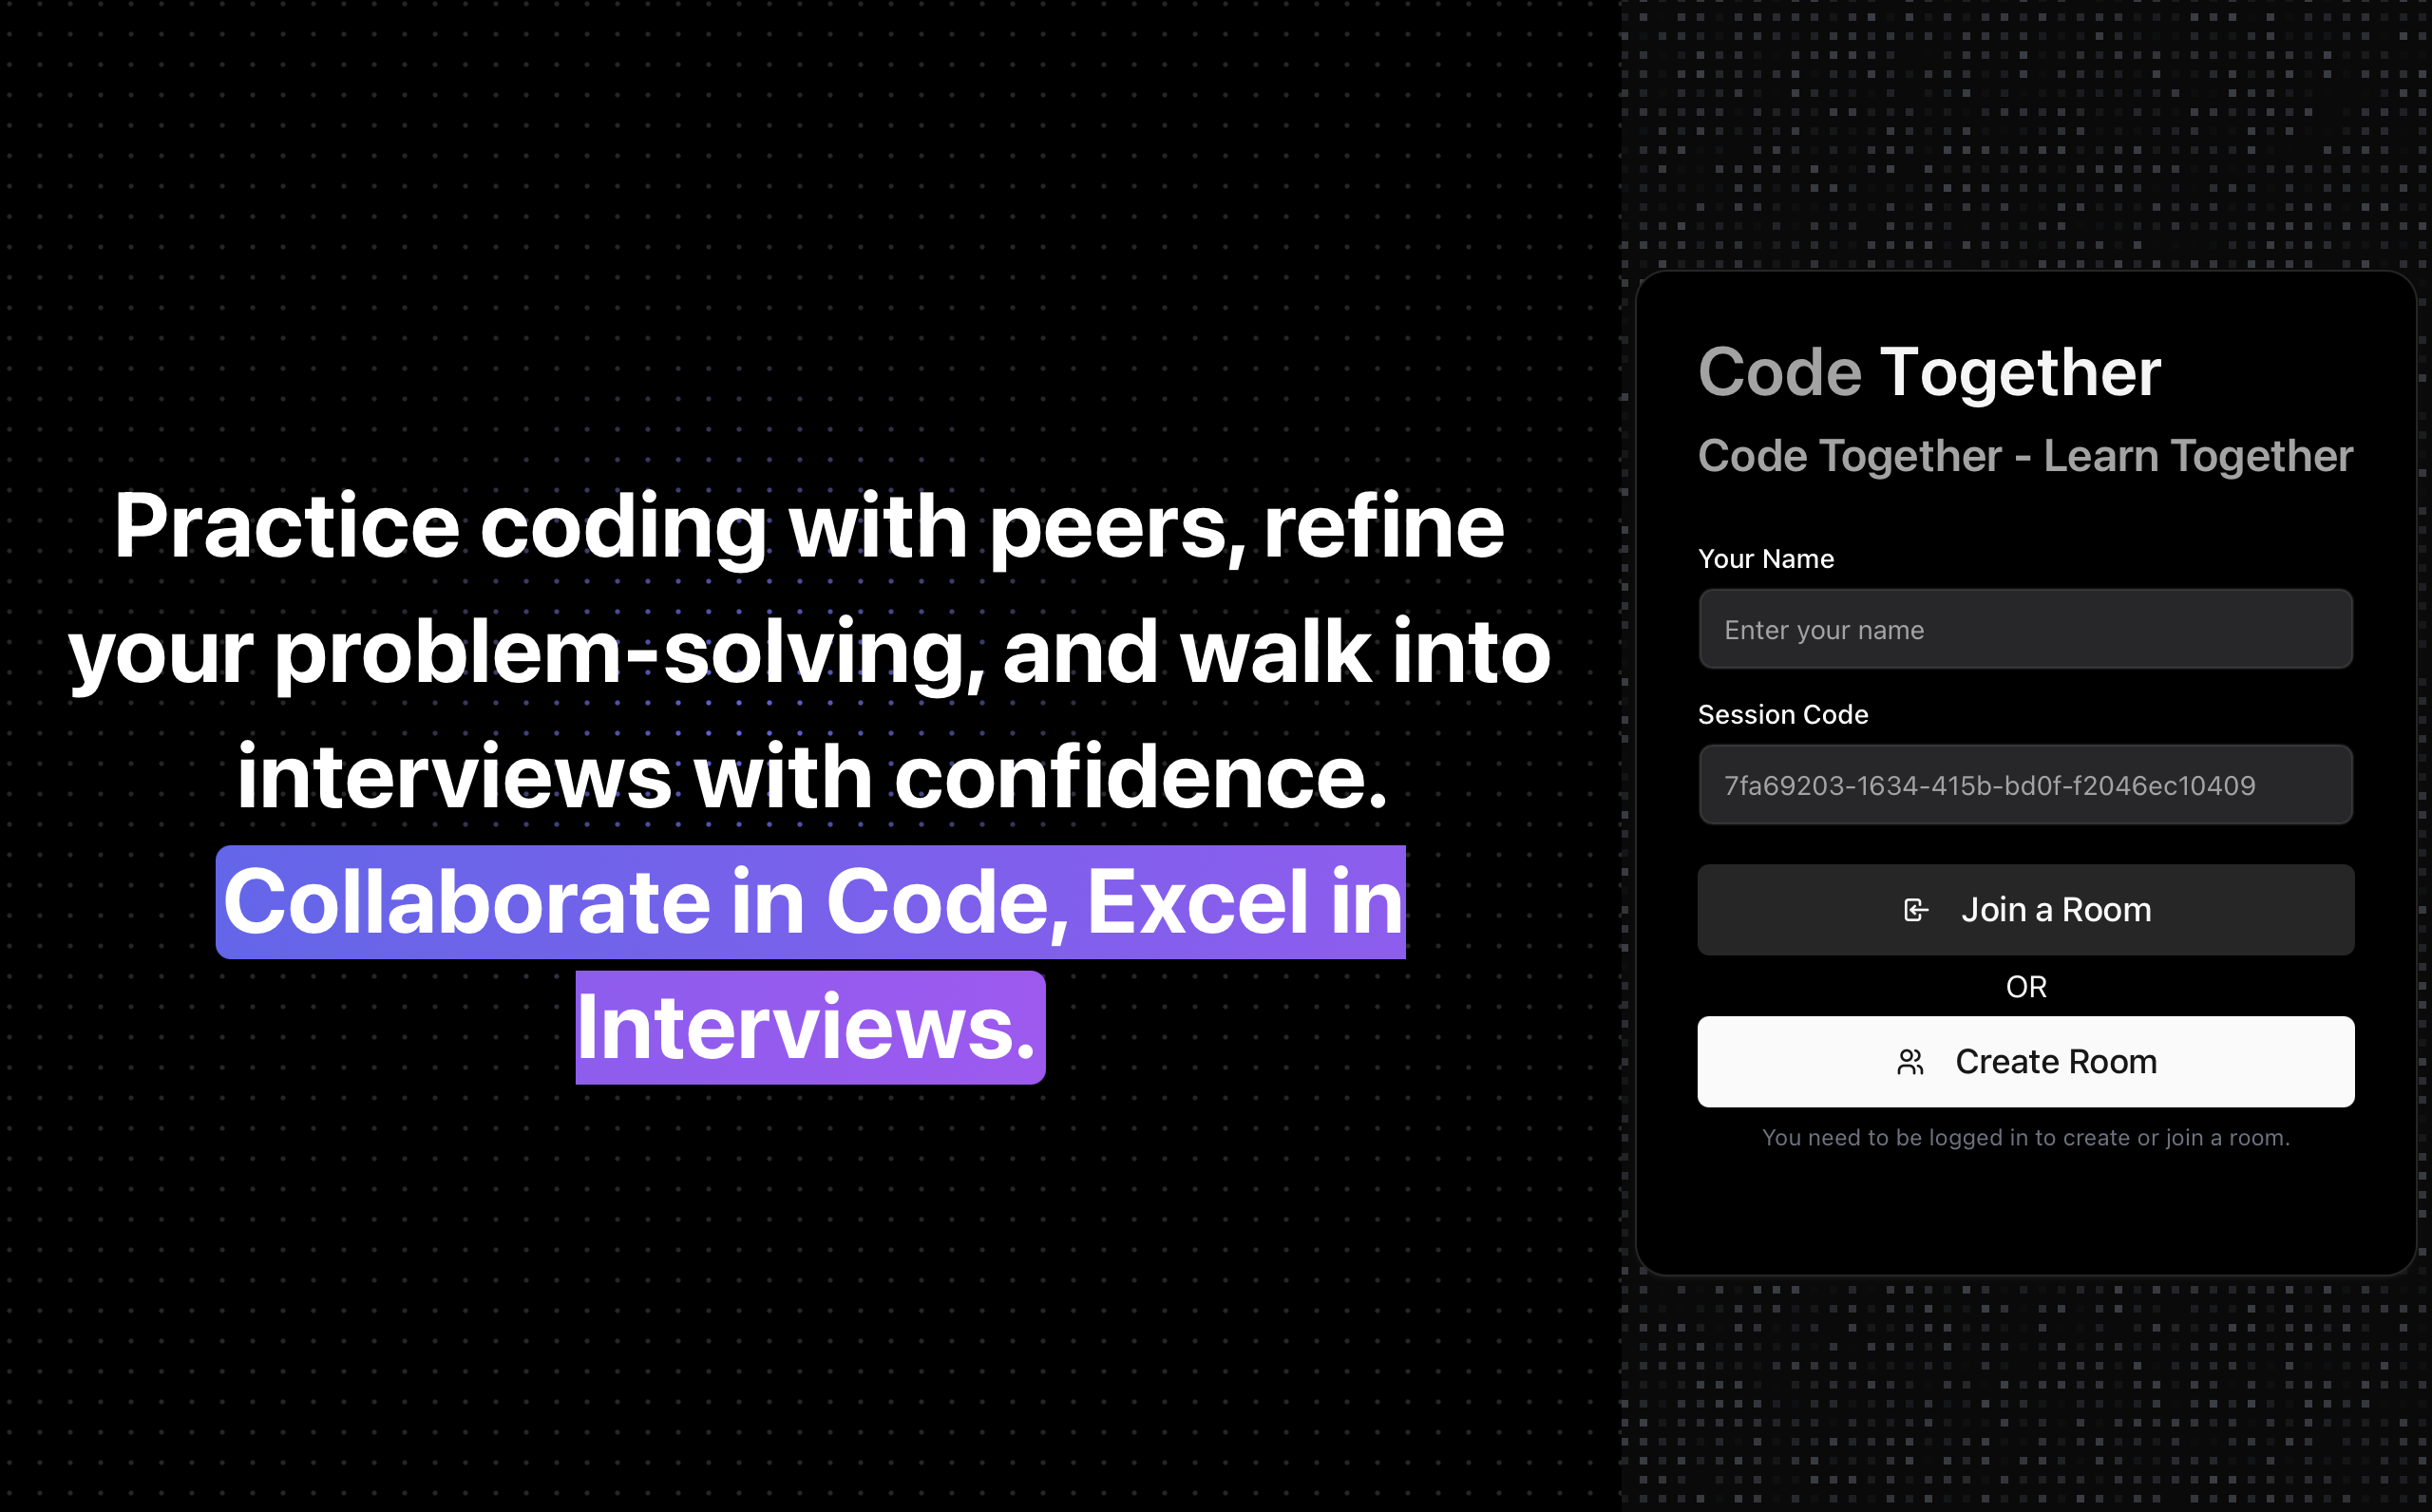 Practice coding with peers, refine
your problem-solving, and walk into
interviews with confidence.
Collaborate in Code, Excel in
Interviews.
Code Together
Code Together - Learn Together
Your Name
Enter your name
Session Code
7fa69203-1634-415b-bd0f-f2046ec10409
Join a Room
OR
Create Room
You need to be logged in to create or join a room.